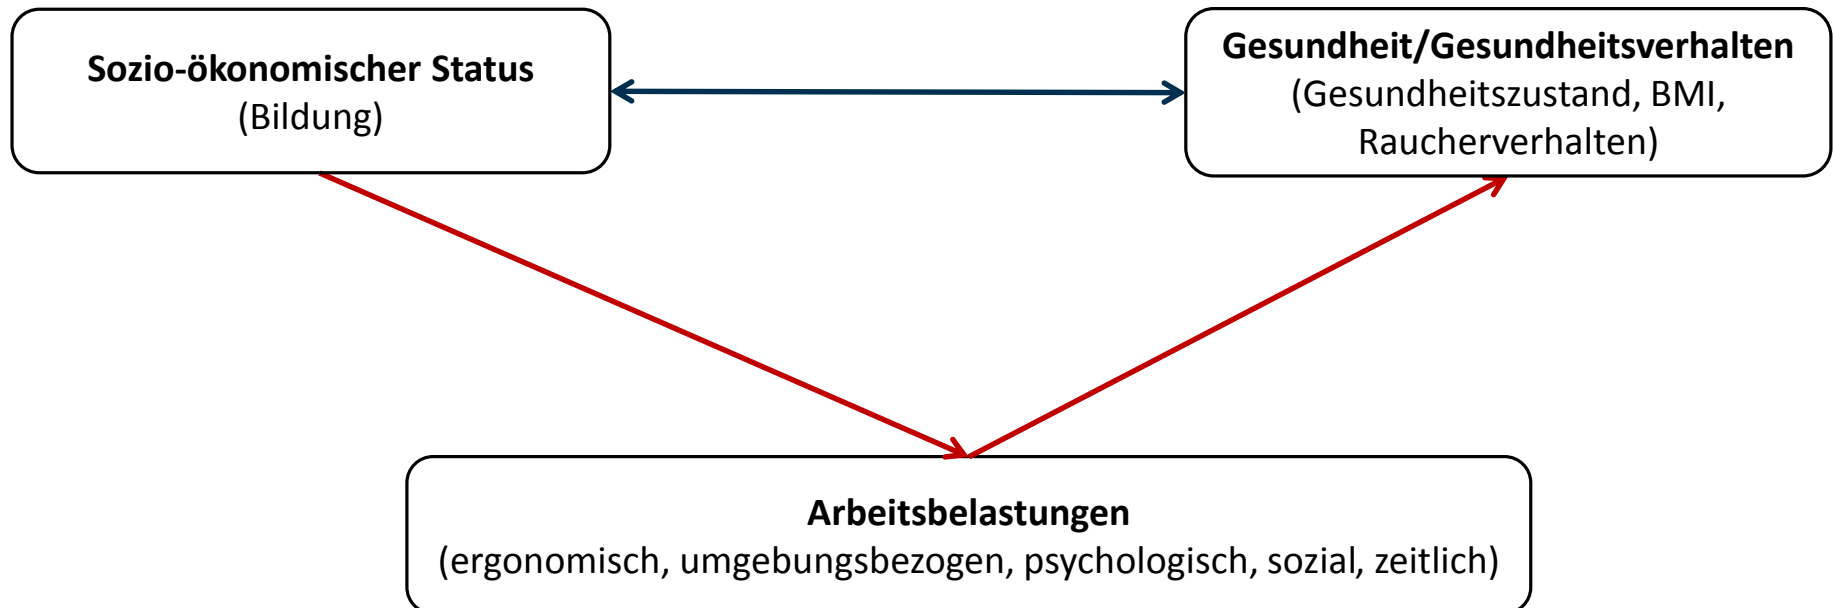 Sozio-ökonomischer Status
(Bildung)
Gesundheit/Gesundheitsverhalten
(Gesundheitszustand, BMI,
Raucherverhalten)
Arbeitsbelastungen
(ergonomisch, umgebungsbezogen, psychologisch, sozial, zeitlich)